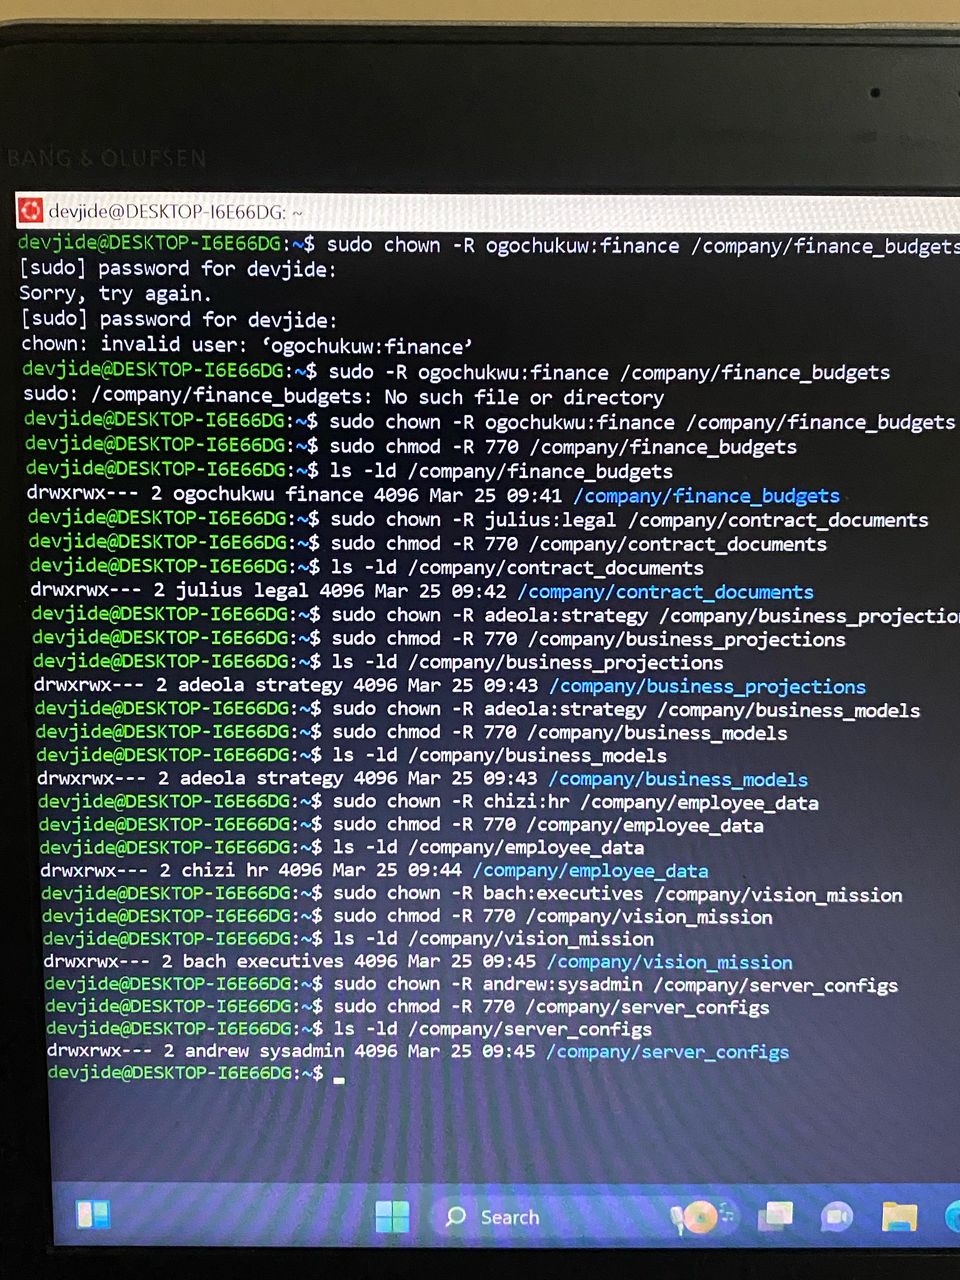 BANG & OLUFSEN
devjide@DESKTOP-I6E66DG: ~
devjide@DESKTOP-I6E66DG:~$ sudo chown -R ogochukuw:finance /company/finance_budgets
[sudo] password for devjide:
Sorry, try again.
[sudo] password for devjide:
chown: invalid user: ‘ogochukuw:finance’
devjide@DESKTOP-I6E66DG:~$ sudo -R ogochukwu:finance /company/finance_budgets
sudo: /company/finance_budgets: No such file or directory
devjide@DESKTOP-I6E66DG:~$ sudo chown -R ogochukwu:finance /company/finance_budgets
devjide@DESKTOP-I6E66DG:~$ sudo chmod -R 770 /company/finance_budgets
devjide@DESKTOP-I6E66DG:~$ ls -ld /company/finance_budgets
drwxrwx--- 2 ogochukwu finance 4096 Mar 25 09:41 /company/finance_budgets
devjide@DESKTOP-I6E66DG:~$ sudo chown -R julius:legal /company/contract_documents
devjide@DESKTOP-I6E66DG:~$ sudo chmod -R 770 /company/contract_documents
devjide@DESKTOP-I6E66DG:~$ ls -ld /company/contract_documents
drwxrwx--- 2 julius legal 4096 Mar 25 09:42 /company/contract_documents
devjide@DESKTOP-I6E66DG:~$ sudo chown -R adeola:strategy /company/business_projectio
devjide@DESKTOP-I6E66DG:~$ sudo chmod -R 770 /company/business_projections
devjide@DESKTOP-I6E66DG:~$ ls -ld /company/business_projections
drwxrwx--- 2 adeola strategy 4096 Mar 25 09:43 /company/business_projections
devjide@DESKTOP-I6E66DG:~$ sudo chown -R adeola:strategy /company/business_models
devjide@DESKTOP-I6E66DG:~$ sudo chmod -R 770 /company/business_models
devjide@DESKTOP-I6E66DG:~$ ls -ld /company/business_models
drwxrwx--- 2 adeola strategy 4096 Mar 25 09:43 /company/business_models
devjide@DESKTOP-I6E66DG:~$ sudo chown -R chizi:hr /company/employee_data
devjide@DESKTOP-I6E66DG:~$ sudo chmod -R 770 /company/employee_data
devjide@DESKTOP-I6E66DG:~$ ls -ld /company/employee_data
drwxrwx--- 2 chizi hr 4096 Mar 25 09:44 /company/employee_data
devjide@DESKTOP-I6E66DG:~$ sudo chown -R bach:executives /company/vision_mission
devjide@DESKTOP-I6E66DG:~$ sudo chmod -R 770 /company/vision_mission
devjide@DESKTOP-I6E66DG:~$ ls -ld /company/vision_mission
drwxrwx--- 2 bach executives 4096 Mar 25 09:45 /company/vision_mission
devjide@DESKTOP-I6E66DG:~$ sudo chown -R andrew:sysadmin /company/server_configs
devjide@DESKTOP-I6E66DG:~$ sudo chmod -R 770 /company/server_configs
devjide@DESKTOP-I6E66DG:~$ ls -ld /company/server_configs
drwxrwx--- 2 andrew sysadmin 4096 Mar 25 09:45 /company/server_configs
devjide@DESKTOP-I6E66DG:~$
Search